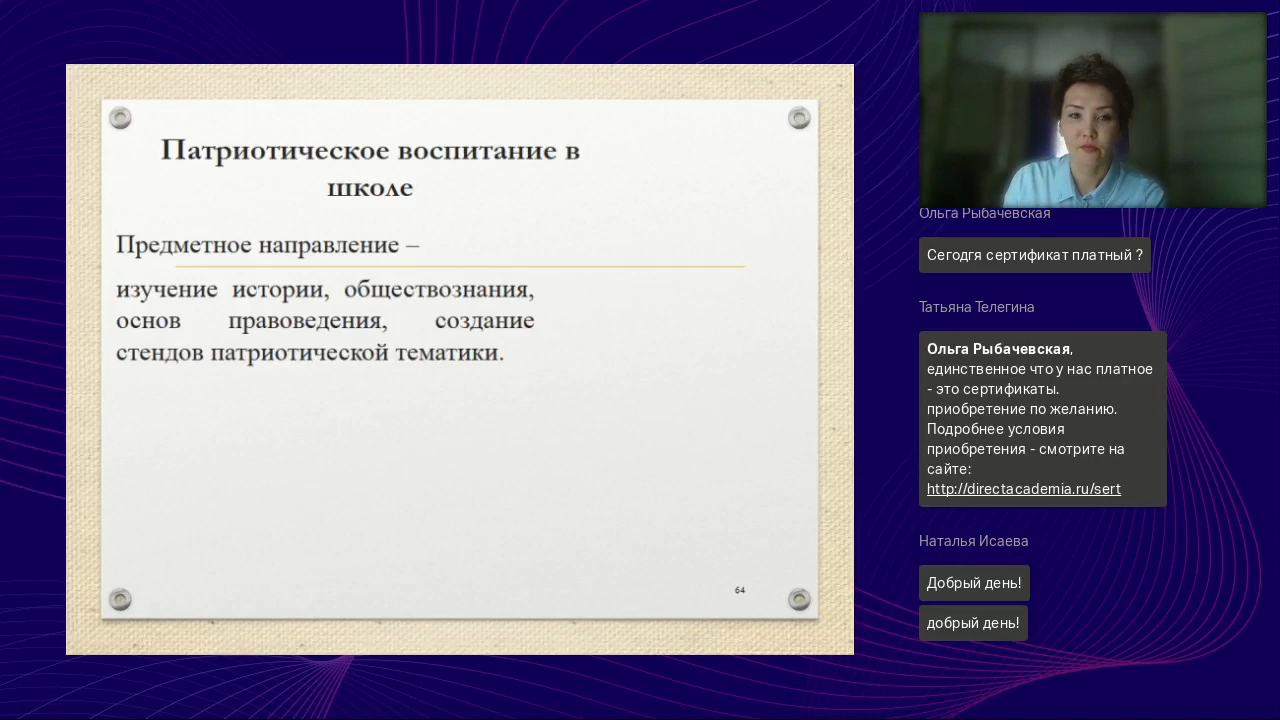 Патриотическое воспитание в
школе
Предметное направление –
изучение истории, обществознания,
основ правоведения, создание
стендов патриотической тематики.
64
Ольга Рыбачевская
Сегодгя сертификат платный ?
Татьяна Телегина
Ольга Рыбачевская,
единственное что у нас платное
- это сертификаты.
приобретение по желанию.
Подробнее условия
приобретения - смотрите на
сайте:
http://directacademia.ru/sert
Наталья Исаева
Добрый день!
добрый день!